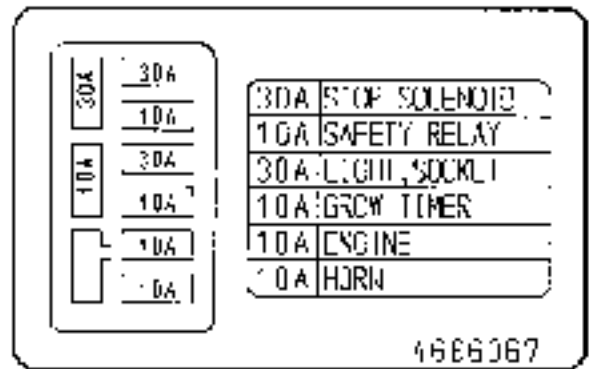 30A
10A
30A
10A
30A
10A
10A
10A
30A STOP SOLENOID
10A SAFETY RELAY
30A LIGHT,SOCKET
10A GROW TIMER
10A ENGINE
10A HORN